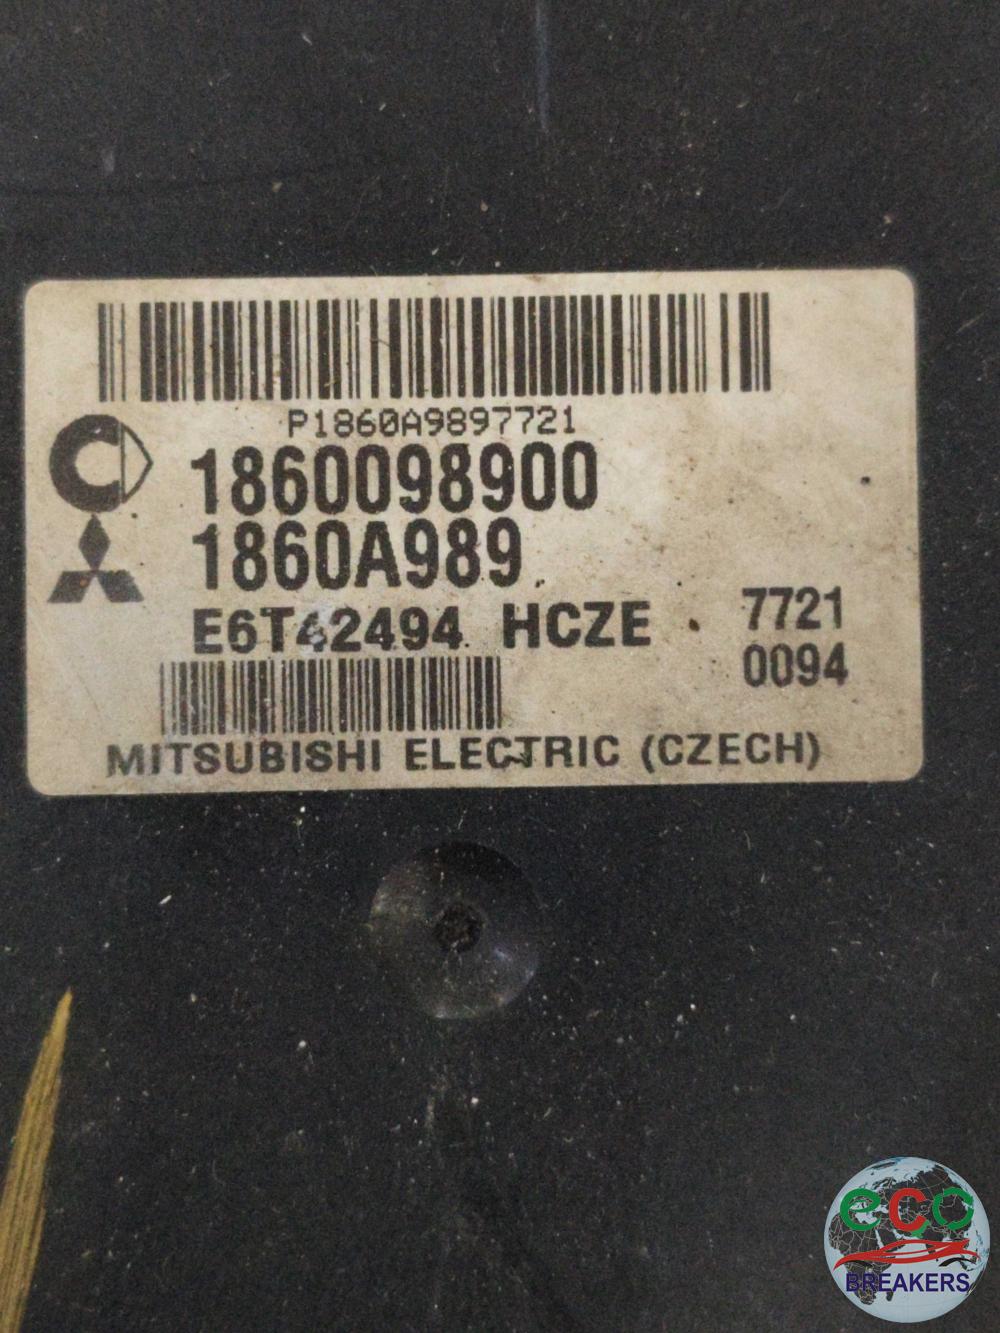 P1860A9897721
1860098900
1860A989
E6T42494 HCZE
7721
0094
MITSUBISHI ELECTRIC (CZECH)
eco
BREAKERS